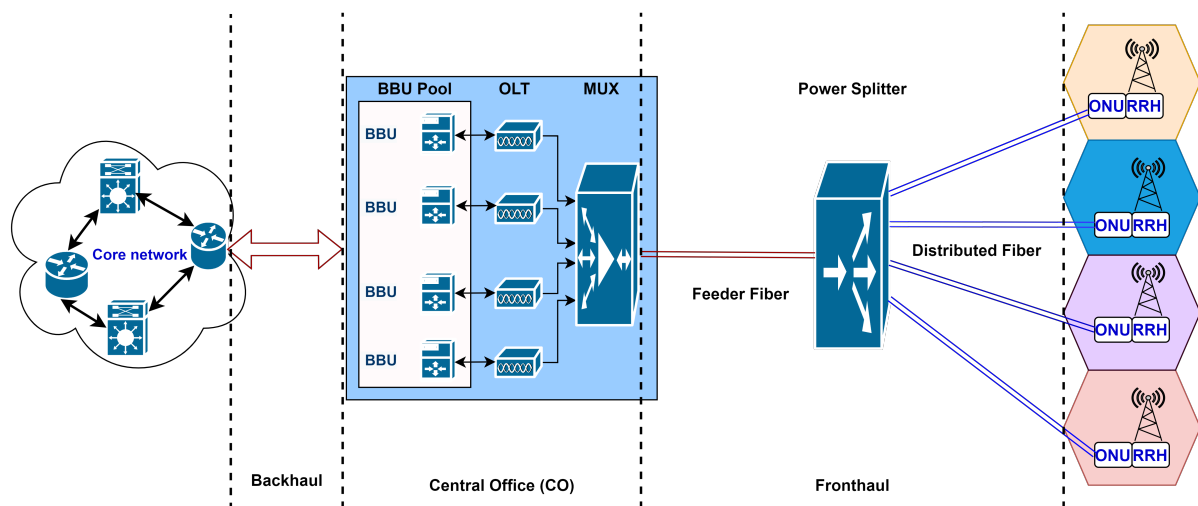 BBU Pool
OLT
MUX
Power Splitter
BBU
BBU
BBU
BBU
Core network
Feeder Fiber
Distributed Fiber
ONU RRH
ONU RRH
ONU RRH
ONU RRH
Backhaul
Central Office (CO)
Fronthaul